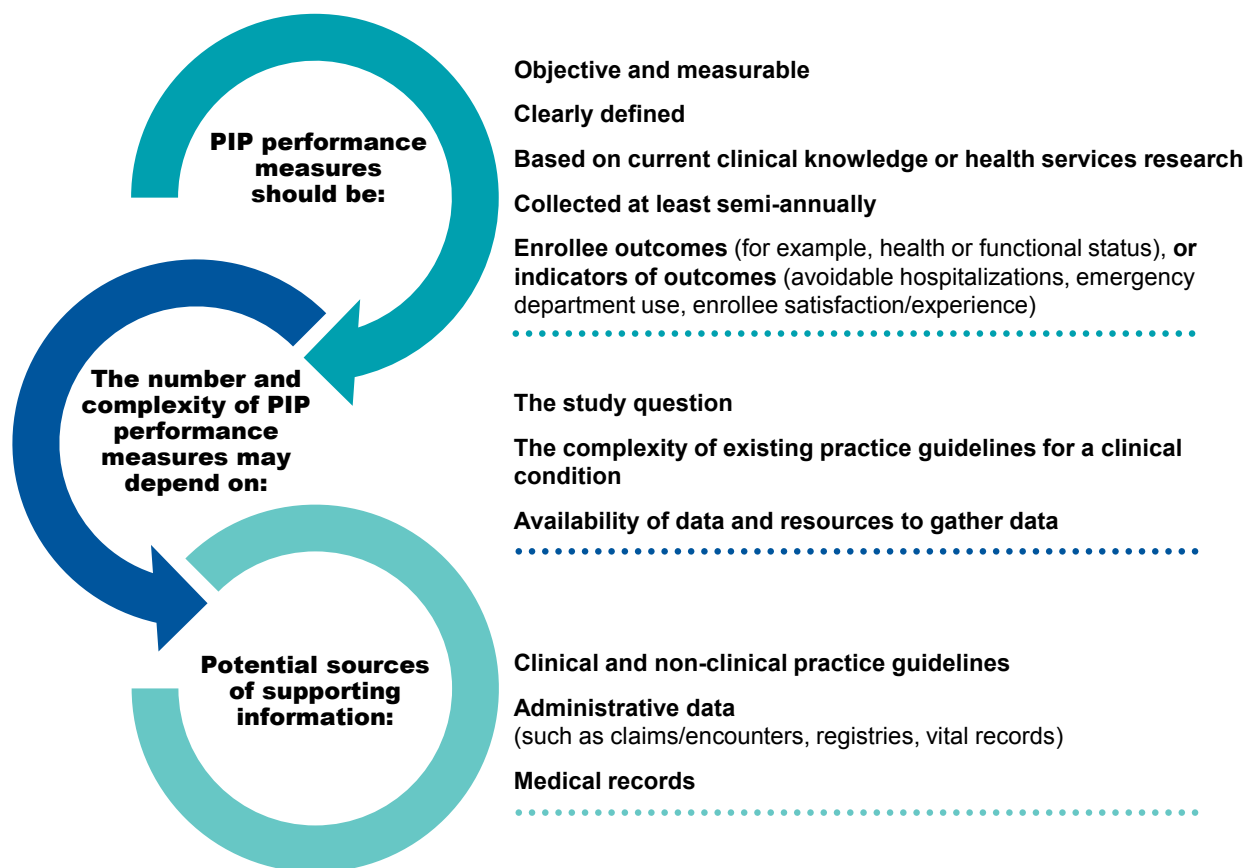 PIP performance
measures
should be:
Objective and measurable
Clearly defined
Based on current clinical knowledge or health services research
Collected at least semi-annually
Enrollee outcomes (for example, health or functional status), or
indicators of outcomes (avoidable hospitalizations, emergency
department use, enrollee satisfaction/experience)
The number and
complexity of PIP
performance
measures may
depend on:
The study question
The complexity of existing practice guidelines for a clinical
condition
Availability of data and resources to gather data
Potential sources
of supporting
information:
Clinical and non-clinical practice guidelines
Administrative data
(such as claims/encounters, registries, vital records)
Medical records